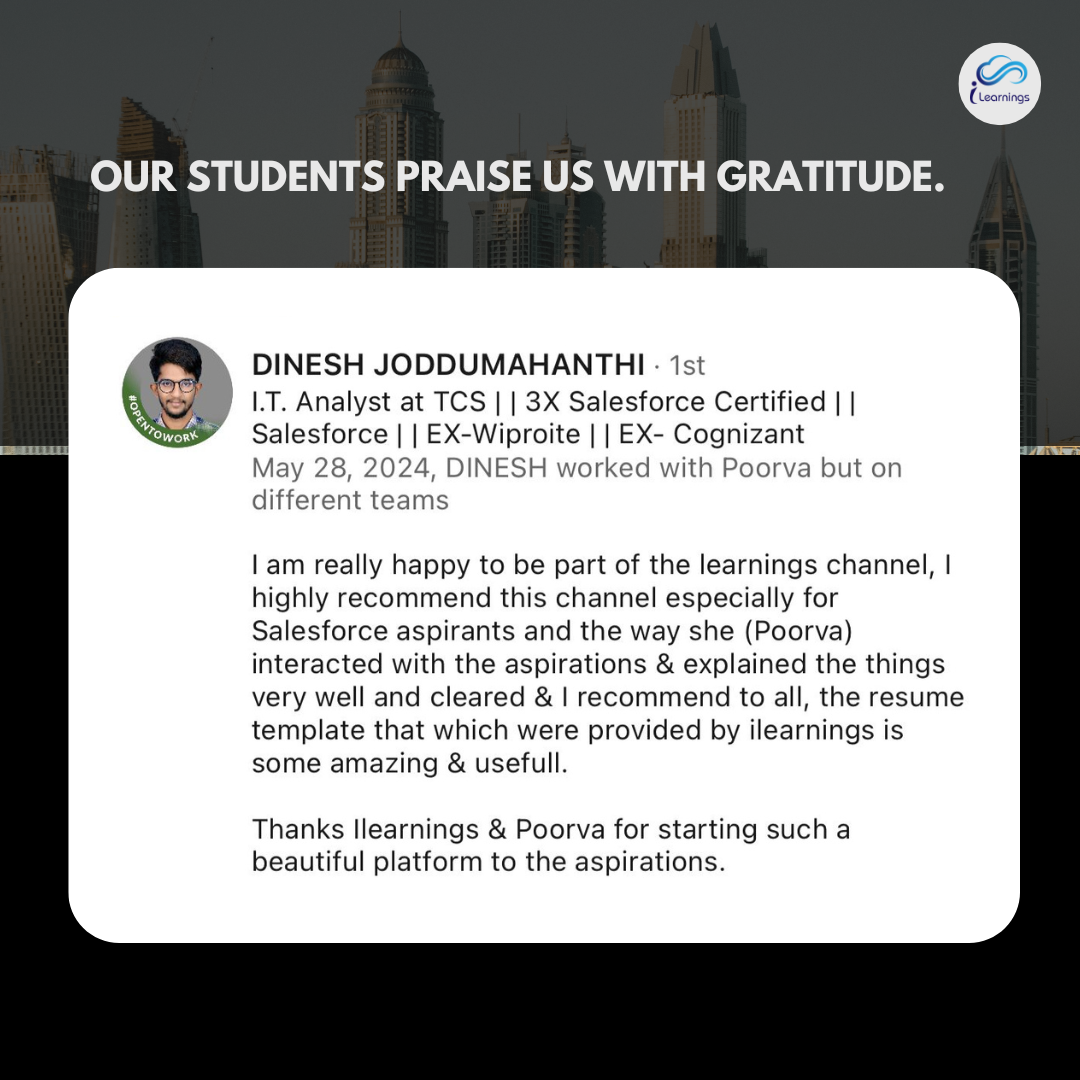 i Learnings
OUR STUDENTS PRAISE US WITH GRATITUDE.
#OPENTOWORK
DINESH JODDUMAHANTHI · 1st
I.T. Analyst at TCS || 3X Salesforce Certified ||
Salesforce || EX-Wiproite || EX- Cognizant
May 28, 2024, DINESH worked with Poorva but on
different teams
I am really happy to be part of the learnings channel, I
highly recommend this channel especially for
Salesforce aspirants and the way she (Poorva)
interacted with the aspirations & explained the things
very well and cleared & I recommend to all, the resume
template that which were provided by ilearnings is
some amazing & usefull.
Thanks Ilearnings & Poorva for starting such a
beautiful platform to the aspirations.